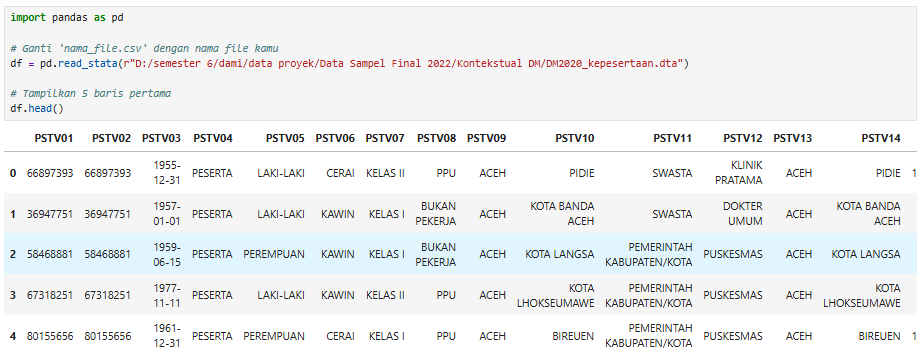 import pandas as pd
# Ganti 'nama_file.csv' dengan nama file kamu
df = pd.read_stata(r"D:/semester 6/dami/data proyek/Data Sampel Final 2022/Kontekstual DM/DM2020_kepesertaan.dta")
# Tampilkan 5 baris pertama
df.head()
PSTV01 PSTV02 PSTV03 PSTV04 PSTV05 PSTV06 PSTV07 PSTV08 PSTV09 PSTV10 PSTV11 PSTV12 PSTV13 PSTV14
0 66897393 66897393 1955-12-31 PESERTA LAKI-LAKI CERAI KELAS II PPU ACEH PIDIE SWASTA KLINIK PRATAMA ACEH PIDIE 1
1 36947751 36947751 1957-01-01 PESERTA LAKI-LAKI KAWIN KELAS I BUKAN PEKERJA ACEH KOTA BANDA ACEH SWASTA DOKTER UMUM ACEH KOTA BANDA ACEH
2 58468881 58468881 1959-06-15 PESERTA PEREMPUAN KAWIN KELAS I BUKAN PEKERJA ACEH KOTA LANGSA PEMERINTAH KABUPATEN/KOTA PUSKESMAS ACEH KOTA LANGSA
3 67318251 67318251 1977-11-11 PESERTA LAKI-LAKI KAWIN KELAS II PPU ACEH KOTA LHOKSEUMAWE PEMERINTAH KABUPATEN/KOTA PUSKESMAS ACEH KOTA LHOKSEUMAWE
4 80155656 80155656 1961-12-31 PESERTA PEREMPUAN CERAI KELAS I PPU ACEH BIREUEN PEMERINTAH KABUPATEN/KOTA PUSKESMAS ACEH BIREUEN 1